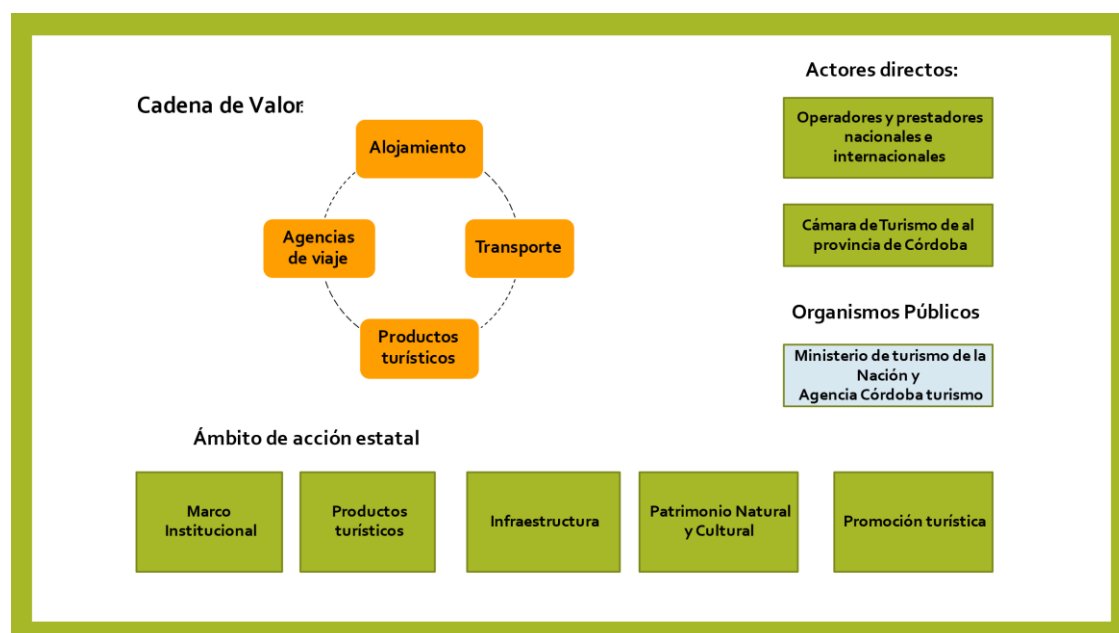 Actores directos:
Cadena de Valor:
Operadores y prestadores
nacionales e
internacionales
Alojamiento
Cámara de Turismo de al
provincia de Córdoba
Agencias
de viaje
Transporte
Organismos Públicos
Productos
turísticos
Ministerio de turismo de la
Nación y
Agencia Córdoba turismo
Ámbito de acción estatal
Marco
Institucional
Productos
turísticos
Infraestructura
Patrimonio Natural
y Cultural
Promoción turística